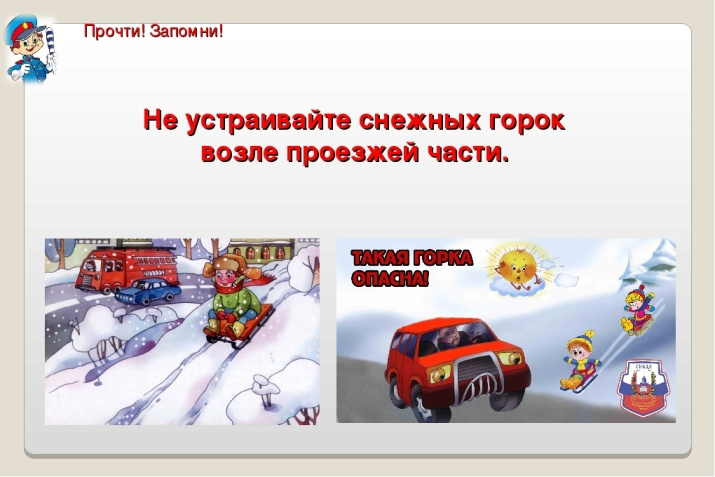 Прочти! Запомни!
Не устраивайте снежных горок
возле проезжей части.
ТАКАЯ ГОРКА
ОПАСНА!